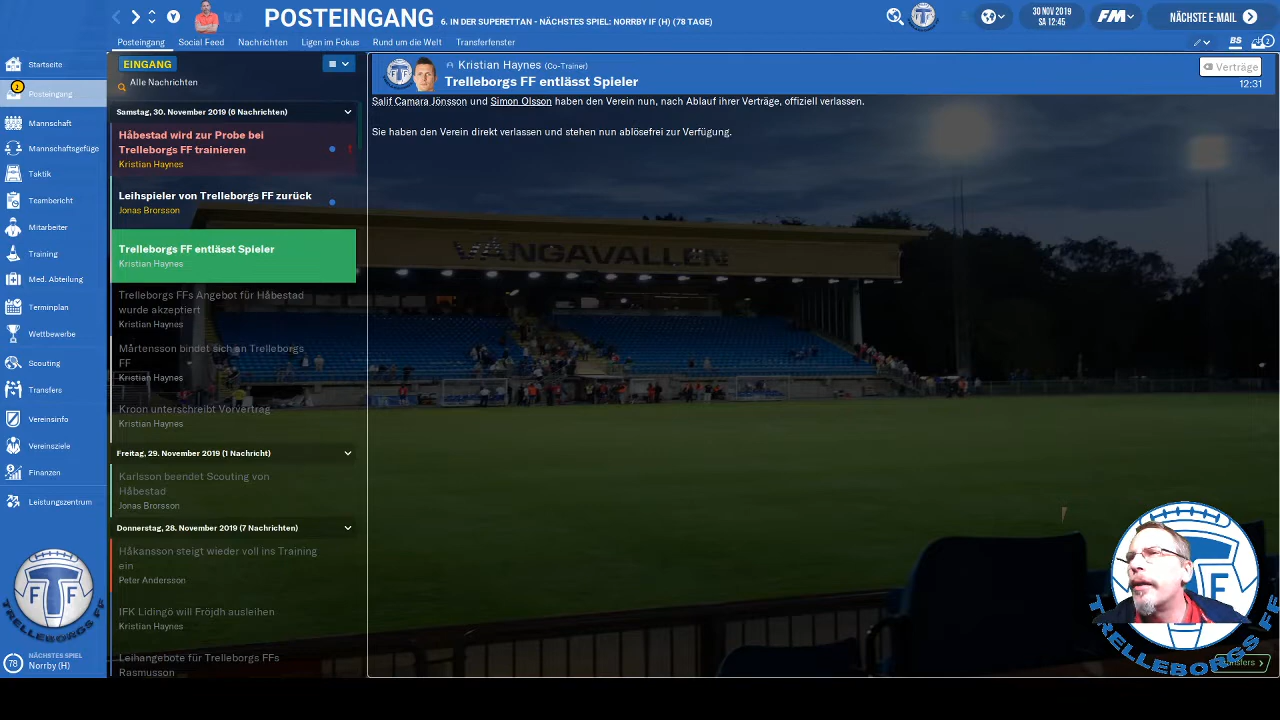 POSTEINGANG
6. IN DER SUPERETTAN - NÄCHSTES SPIEL: NORRBY IF (H) (78 TAGE)
30 NOV 2019
SA 12:45
FM
NÄCHSTE E-MAIL
Posteingang
Social Feed
Nachrichten
Ligen im Fokus
Rund um die Welt
Transferfenster
BS
2
Startseite
1
Posteingang
Mannschaft
Mannschaftsgefüge
Taktik
Teambericht
Mitarbeiter
Training
Med. Abteilung
Terminplan
Wettbewerbe
Scouting
Transfers
Vereinsinfo
Vereinsziele
Finanzen
Leistungszentrum
F F
TRELLEBORGS FF
NÄCHSTES SPIEL
78 Norrby (H)
EINGANG
Alle Nachrichten
Samstag, 30. November 2019 (6 Nachrichten)
Håbestad wird zur Probe bei
Trelleborgs FF trainieren
Kristian Haynes
Leihspieler von Trelleborgs FF zurück
Jonas Brorsson
Trelleborgs FF entlässt Spieler
Kristian Haynes
Trelleborgs FFs Angebot für Håbestad
wurde akzeptiert
Kristian Haynes
Mårtensson bindet sich an Trelleborgs
FF
Kristian Haynes
Kroon unterschreibt Vorvertrag
Kristian Haynes
Freitag, 29. November 2019 (1 Nachricht)
Karlsson beendet Scouting von
Håbestad
Jonas Brorsson
Donnerstag, 28. November 2019 (7 Nachrichten)
Håkansson steigt wieder voll ins Training
ein
Peter Andersson
IFK Lidingö will Fröjdh ausleihen
Kristian Haynes
Leihangebote für Trelleborgs FFs
Rasmusson
Kristian Haynes (Co-Trainer)
Trelleborgs FF entlässt Spieler
Verträge
12:31
Salif Camara Jönsson und Simon Olsson haben den Verein nun, nach Ablauf ihrer Verträge, offiziell verlassen.
Sie haben den Verein direkt verlassen und stehen nun ablösefrei zur Verfügung.
VANGAVALLEN
F
TRELLEBORGS FF